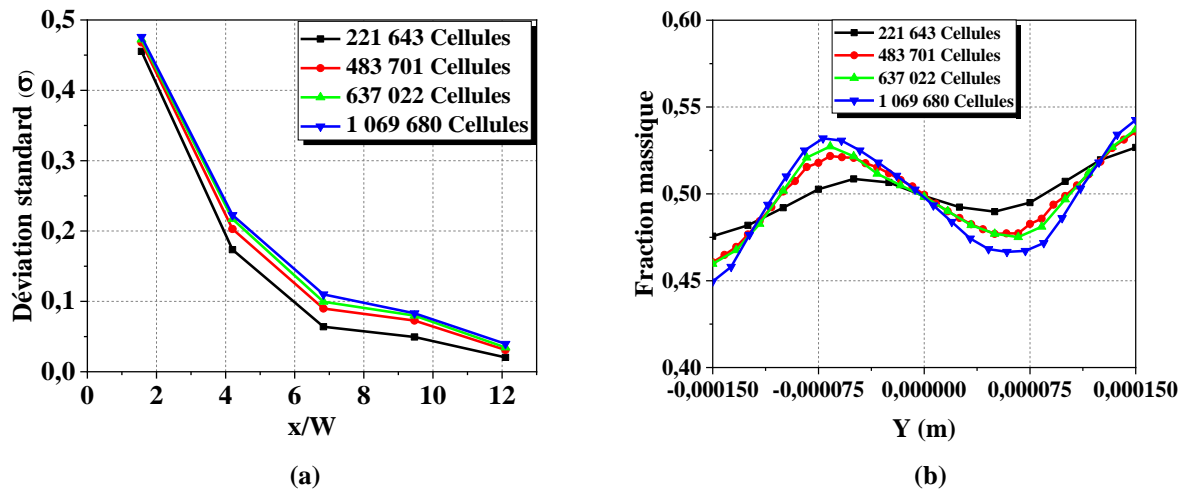 0,5
0,4
0,3
0,2
0,1
0,0
Déviation standard (σ)
221 643 Cellules
483 701 Cellules
637 022 Cellules
1 069 680 Cellules
0 2 4 6 8 10 12
x/W
(a)
0,60
0,55
0,50
0,45
0,40
Fraction massique
221 643 Cellules
483 701 Cellules
637 022 Cellules
1 069 680 Cellules
-0,000150 -0,000075 0,000000 0,000075 0,000150
Y (m)
(b)